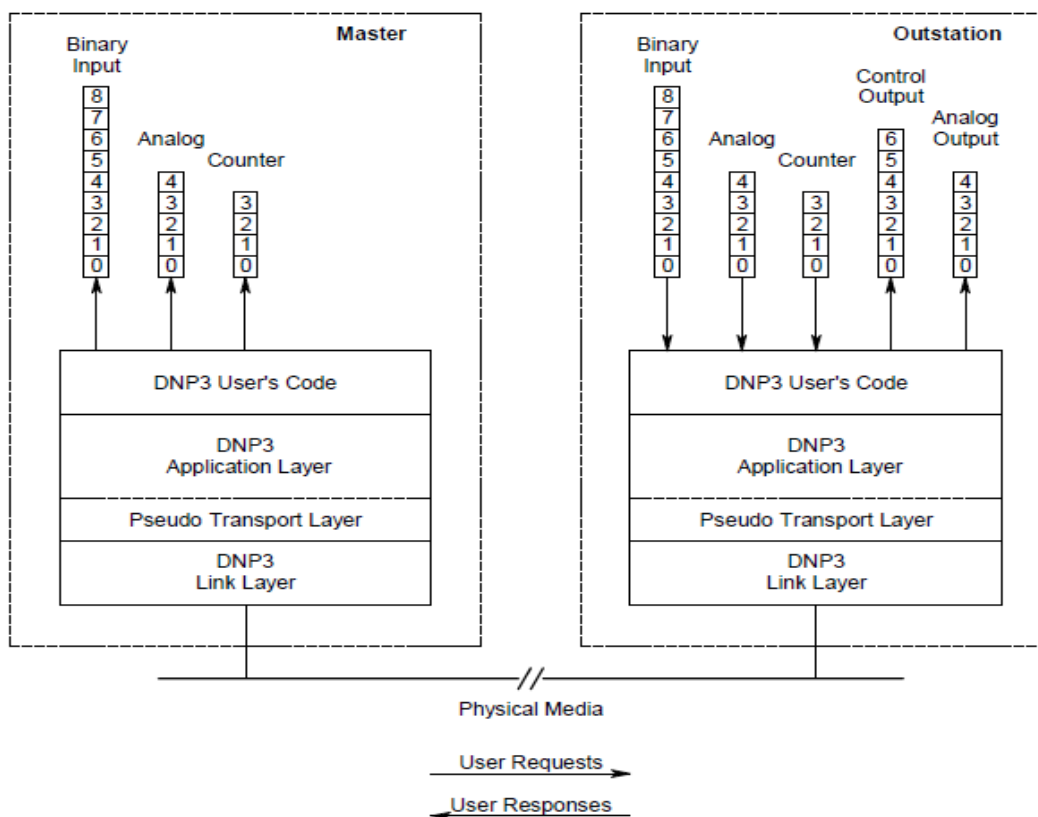 Master
Binary
Input
8
7
6
5
4
3
2
1
0
Analog
4
3
2
1
0
Counter
3
2
1
0
DNP3 User's Code
DNP3
Application Layer
Pseudo Transport Layer
DNP3
Link Layer
Outstation
Binary
Input
8
7
6
5
4
3
2
1
0
Analog
4
3
2
1
0
Counter
3
2
1
0
Control
Output
6
5
4
3
2
1
0
Analog
Output
4
3
2
1
0
DNP3 User's Code
DNP3
Application Layer
Pseudo Transport Layer
DNP3
Link Layer
Physical Media
User Requests
User Responses